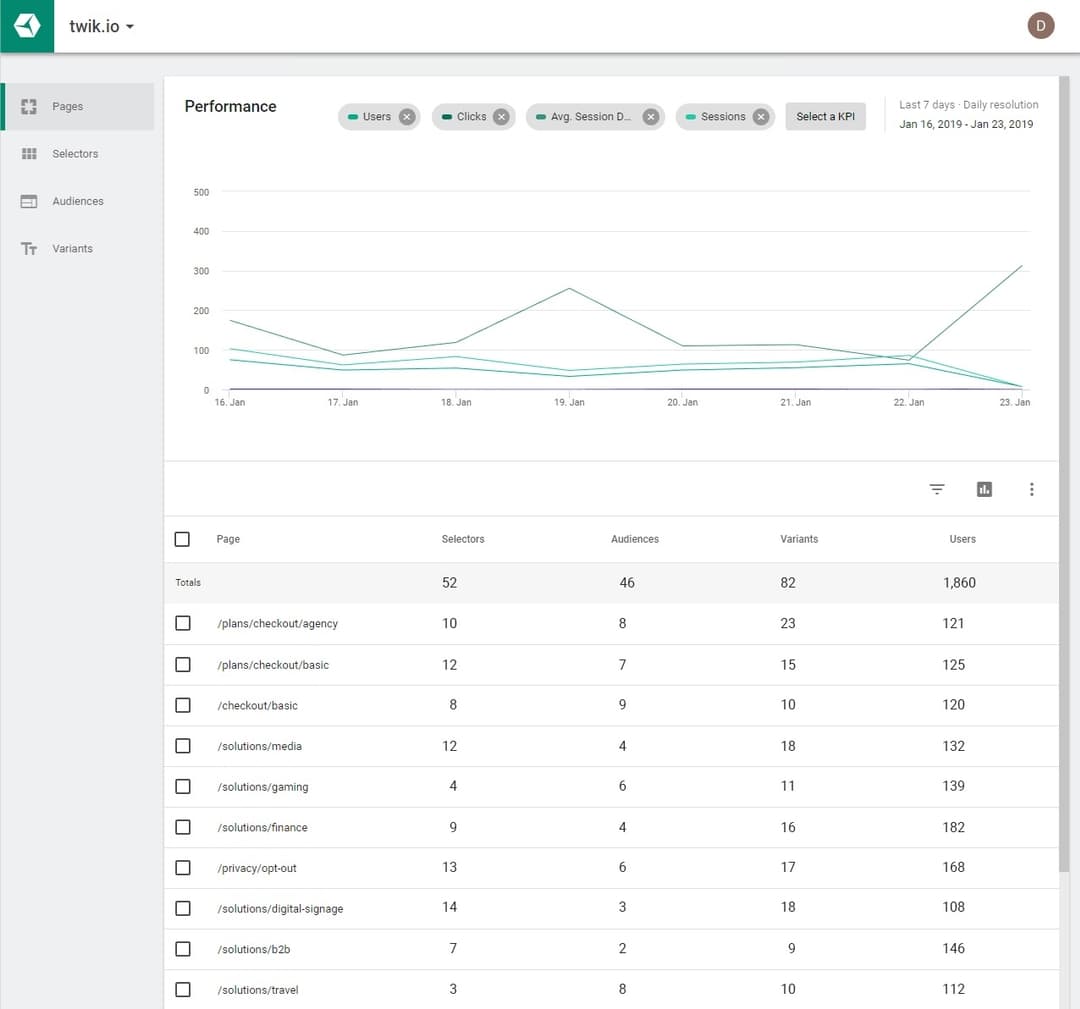 twik.io
D
Pages
Selectors
Audiences
Variants
Performance
Users
Clicks
Avg. Session D...
Sessions
Select a KPI
Last 7 days · Daily resolution
Jan 16, 2019 - Jan 23, 2019
500
400
300
200
100
0
16. Jan 17. Jan 18. Jan 19. Jan 20. Jan 21. Jan 22. Jan 23. Jan
Page Selectors Audiences Variants Users
Totals 52 46 82 1,860
/plans/checkout/agency 10 8 23 121
/plans/checkout/basic 12 7 15 125
/checkout/basic 8 9 10 120
/solutions/media 12 4 18 132
/solutions/gaming 4 6 11 139
/solutions/finance 9 4 16 182
/privacy/opt-out 13 6 17 168
/solutions/digital-signage 14 3 18 108
/solutions/b2b 7 2 9 146
/solutions/travel 3 8 10 112